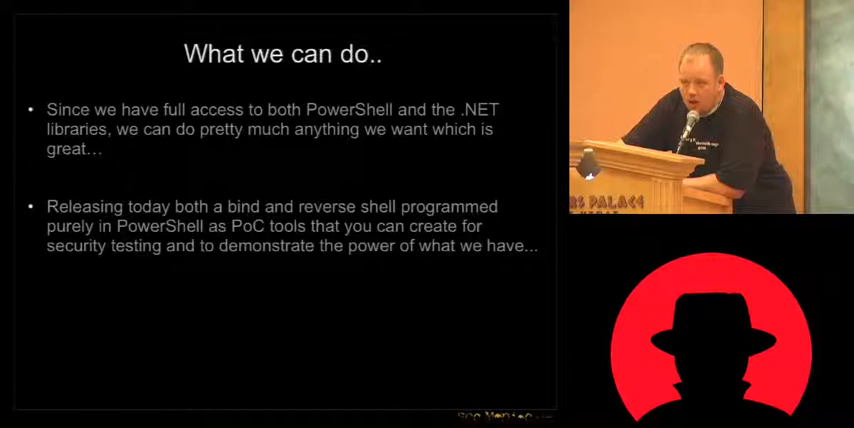 What we can do..
• Since we have full access to both PowerShell and the .NET
libraries, we can do pretty much anything we want which is
great…
• Releasing today both a bind and reverse shell programmed
purely in PowerShell as PoC tools that you can create for
security testing and to demonstrate the power of what we have...
RS PALACE